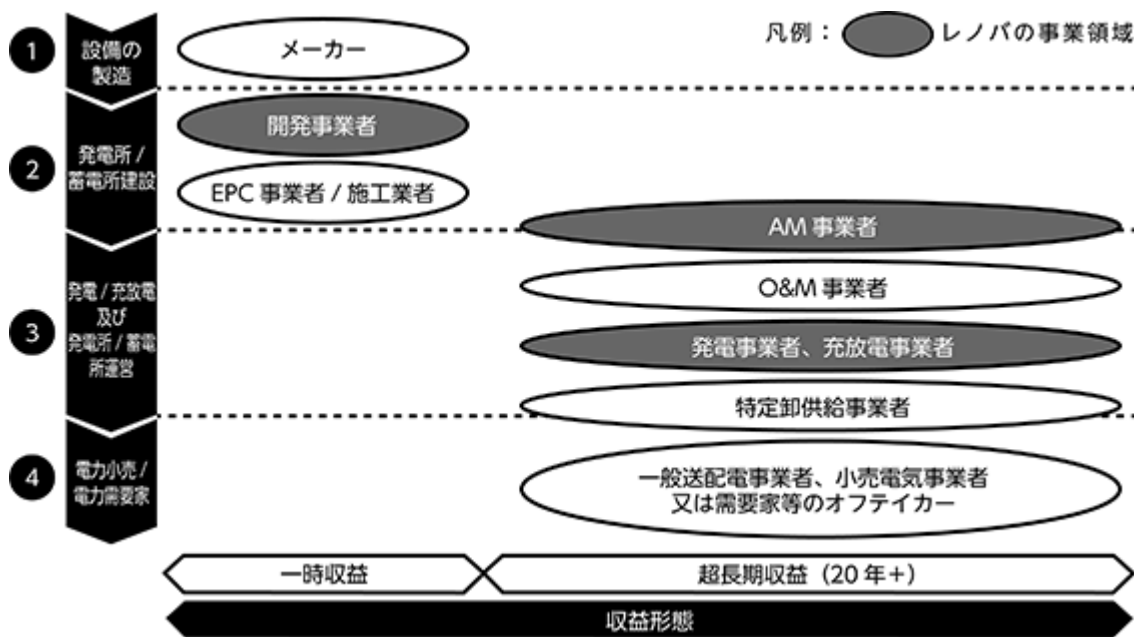 凡例：レノバの事業領域
1
設備の
製造
メーカー
2
発電所 /
蓄電所建設
開発事業者
EPC 事業者 / 施工業者
3
発電 / 充放電
及び
発電所 / 蓄電
所運営
AM 事業者
O&M 事業者
発電事業者、充放電事業者
特定卸供給事業者
4
電力小売 /
電力需要家
一般送配電事業者、小売電気事業者
又は需要家等のオフテイカー
一時収益
超長期収益（20 年＋）
収益形態